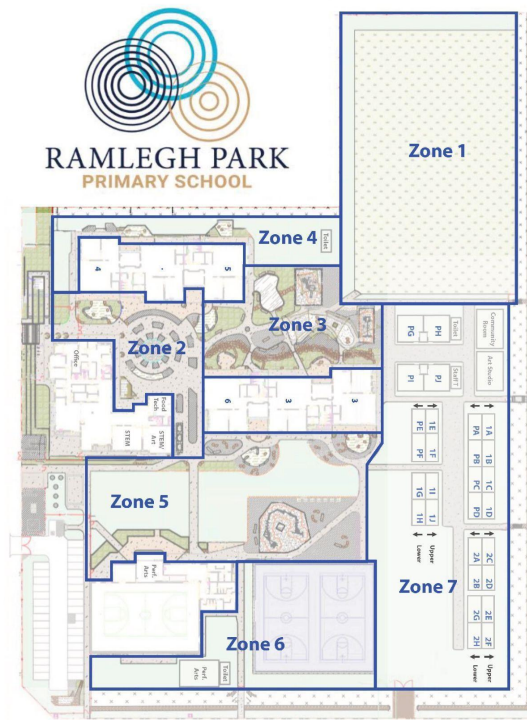 RAMLEGH PARK
PRIMARY SCHOOL
Zone 1
Zone 4
Toilet
4
5
Zone 3
Zone 2
Office
Food
Tech
STEM/
Art
STEM
6
3
3
PG
PH
Toilet
Community
Room
PI
PJ
Staff T
Art Studio
PE
1E
PF
1F
1G
1I
1H
1J
Lower
Upper
PA
1A
PB
1B
PC
1C
PD
1D
2A
2C
2B
2D
2G
2E
2H
2F
Lower
Upper
Zone 5
Zone 7
Perf.
Arts
Zone 6
Perf.
Arts
Toilet